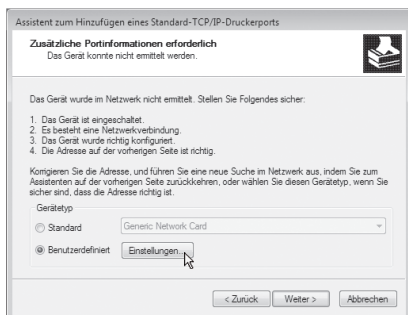 Assistent zum Hinzufügen eines Standard-TCP/IP-Druckerports
Zusätzliche Portinformationen erforderlich
Das Gerät konnte nicht ermittelt werden.
Das Gerät wurde im Netzwerk nicht ermittelt. Stellen Sie Folgendes sicher:
1. Das Gerät ist eingeschaltet.
2. Es besteht eine Netzwerkverbindung.
3. Das Gerät wurde richtig konfiguriert.
4. Die Adresse auf der vorherigen Seite ist richtig.
Korrigieren Sie die Adresse, und führen Sie eine neue Suche im Netzwerk aus, indem Sie zum
Assistenten auf der vorherigen Seite zurückkehren, oder wählen Sie diesen Gerätetyp, wenn Sie
sicher sind, dass die Adresse richtig ist.
Gerätetyp
Standard Generic Network Card
Benutzerdefiniert Einstellungen...
< Zurück Weiter > Abbrechen